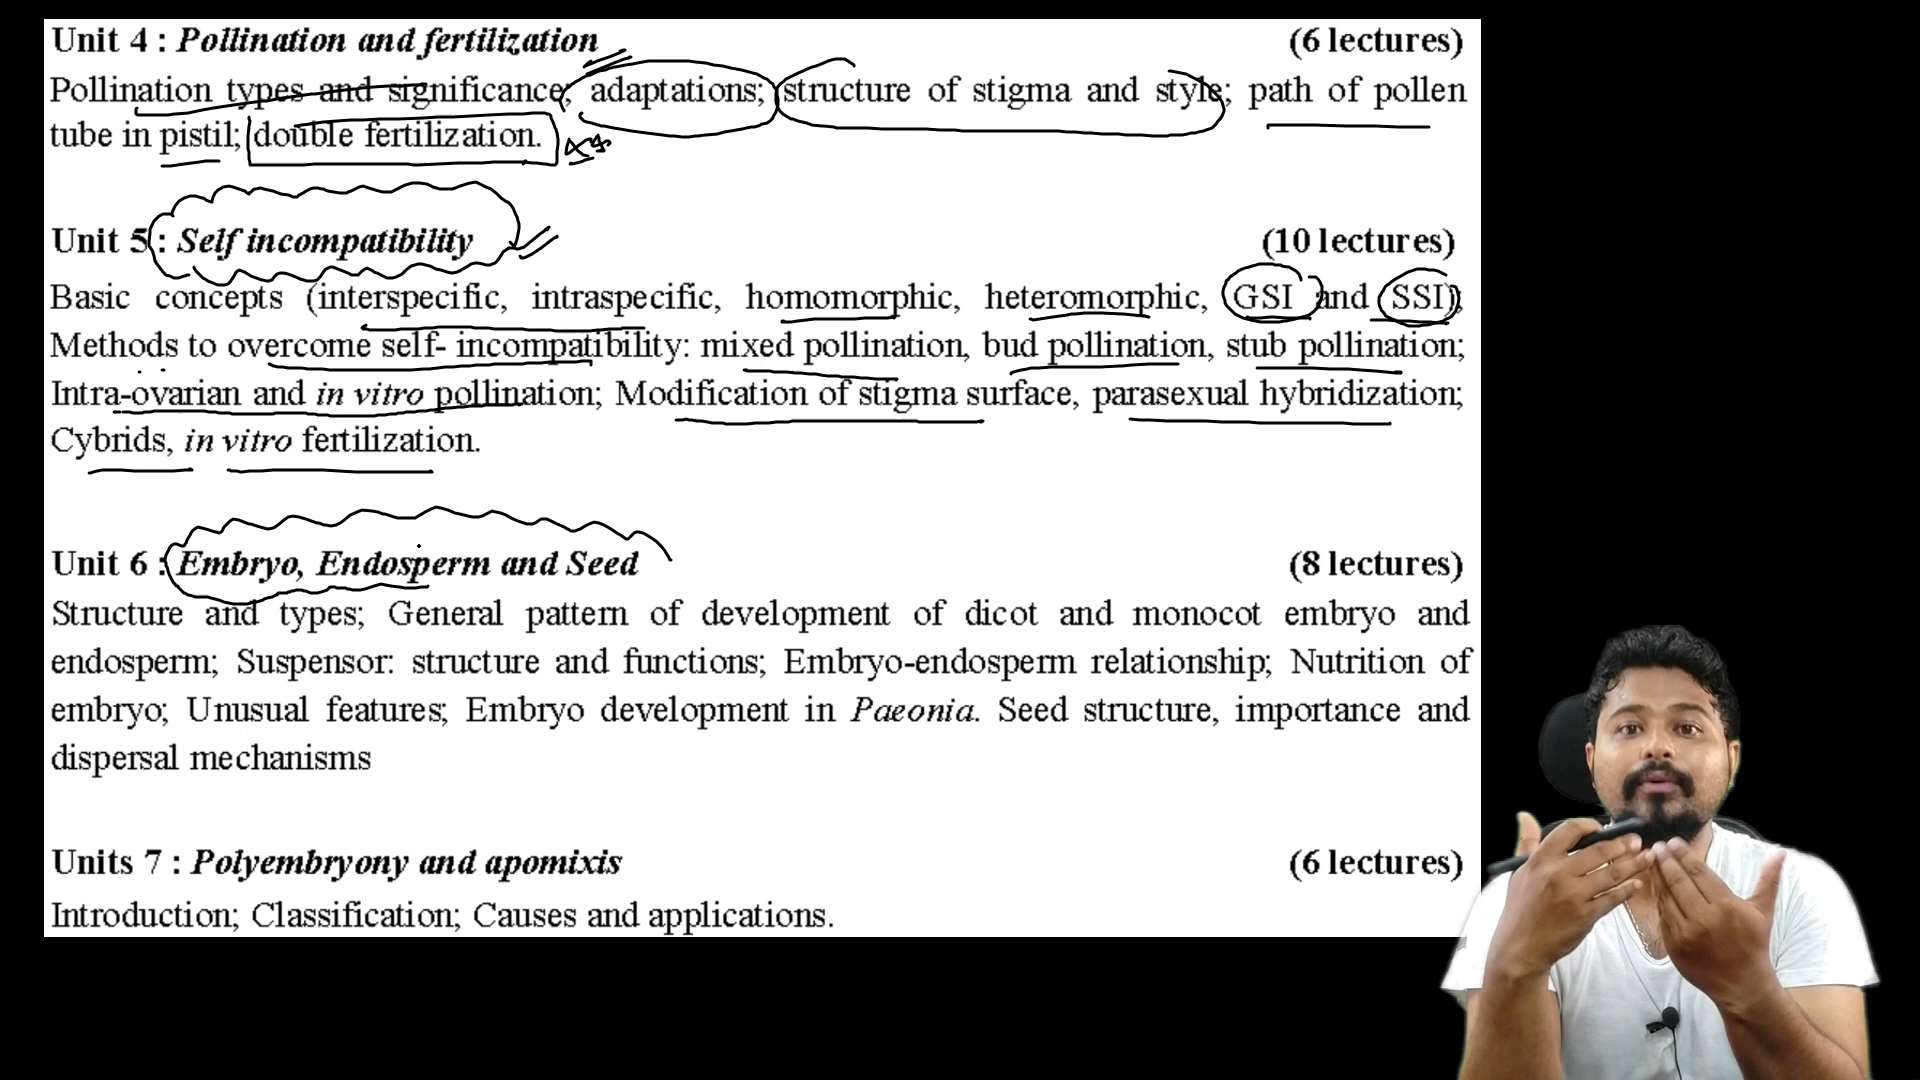 Unit 4 : Pollination and fertilization (6 lectures)
Pollination types and significance; adaptations; structure of stigma and style; path of pollen
tube in pistil; double fertilization.
Unit 5 : Self incompatibility (10 lectures)
Basic concepts (interspecific, intraspecific, homomorphic, heteromorphic, GSI and SSI);
Methods to overcome self- incompatibility: mixed pollination, bud pollination, stub pollination;
Intra-ovarian and in vitro pollination; Modification of stigma surface, parasexual hybridization;
Cybrids, in vitro fertilization.
Unit 6 : Embryo, Endosperm and Seed (8 lectures)
Structure and types; General pattern of development of dicot and monocot embryo and
endosperm; Suspensor: structure and functions; Embryo-endosperm relationship; Nutrition of
embryo; Unusual features; Embryo development in Paeonia. Seed structure, importance and
dispersal mechanisms
Units 7 : Polyembryony and apomixis (6 lectures)
Introduction; Classification; Causes and applications.